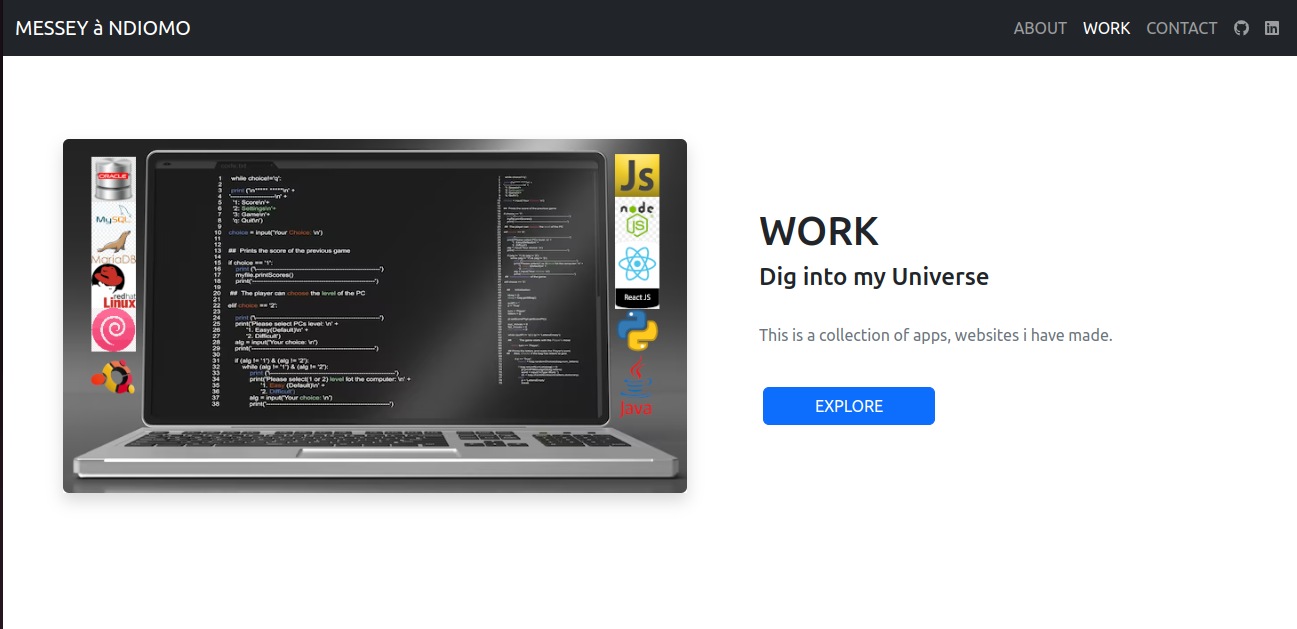 MESSEY à NDIOMO
ABOUT WORK CONTACT
ORACLE
MySQL
MariaDB
redhat
Linux
1 while choice!='q':
2
3 print ('\n***** *****\n' +
4 '-----------------------\n' +
5 '1: Score\n'+
6 '2: Settings\n'+
7 '3: Game\n'+
8 'q: Quit\n')
9
10 choice = input('Your Choice: \n')
11
12
13 ## Prints the score of the previous game
14
15 if choice == '1':
16 print ('-----------------------------------------------')
17 myfile.printScores()
18 print('-----------------------------------------------')
19
20 ## The player can choose the level of the PC
21
22 elif choice == '2':
23
24 print ('-----------------------------------------------')
25 print('Please select PCs level: \n' +
26 '1. Easy(Default)\n' +
27 '2. Difficult')
28 alg = input('Your choice: \n')
29 print('-----------------------------------------------')
30
31 if (alg != '1') & (alg != '2'):
32 while (alg != '1') & (alg != '2'):
33 print ('-----------------------------------------------')
34 print('Please select(1 or 2) level fot the computer: \n' +
35 '1. Easy (Default)\n' +
36 '2. Difficult')
37 alg = input('Your choice: \n')
38 print('-----------------------------------------------')
Js
node
JS
React JS
Java
WORK
Dig into my Universe
This is a collection of apps, websites i have made.
EXPLORE